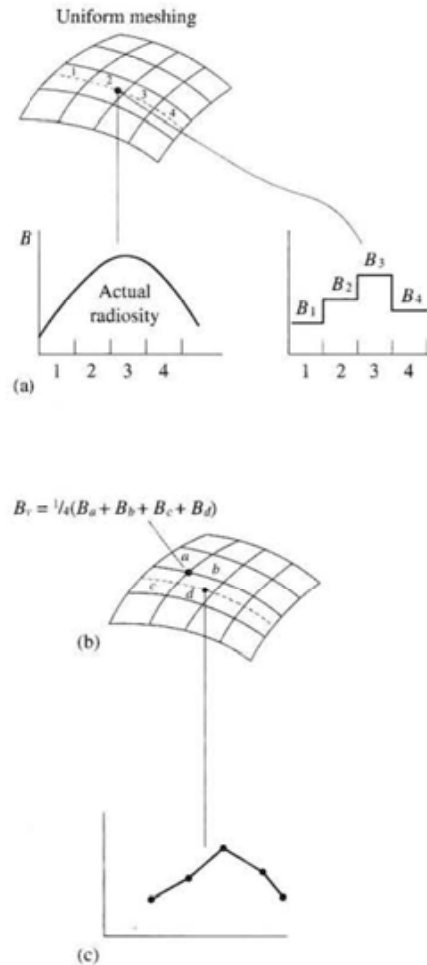 Uniform meshing
1 2 3 4
B
Actual
radiosity
1 2 3 4
B1 B2 B3 B4
1 2 3 4
(a)
Bv = 1/4(Ba + Bb + Bc + Bd)
a
b
c
d
(b)
(c)